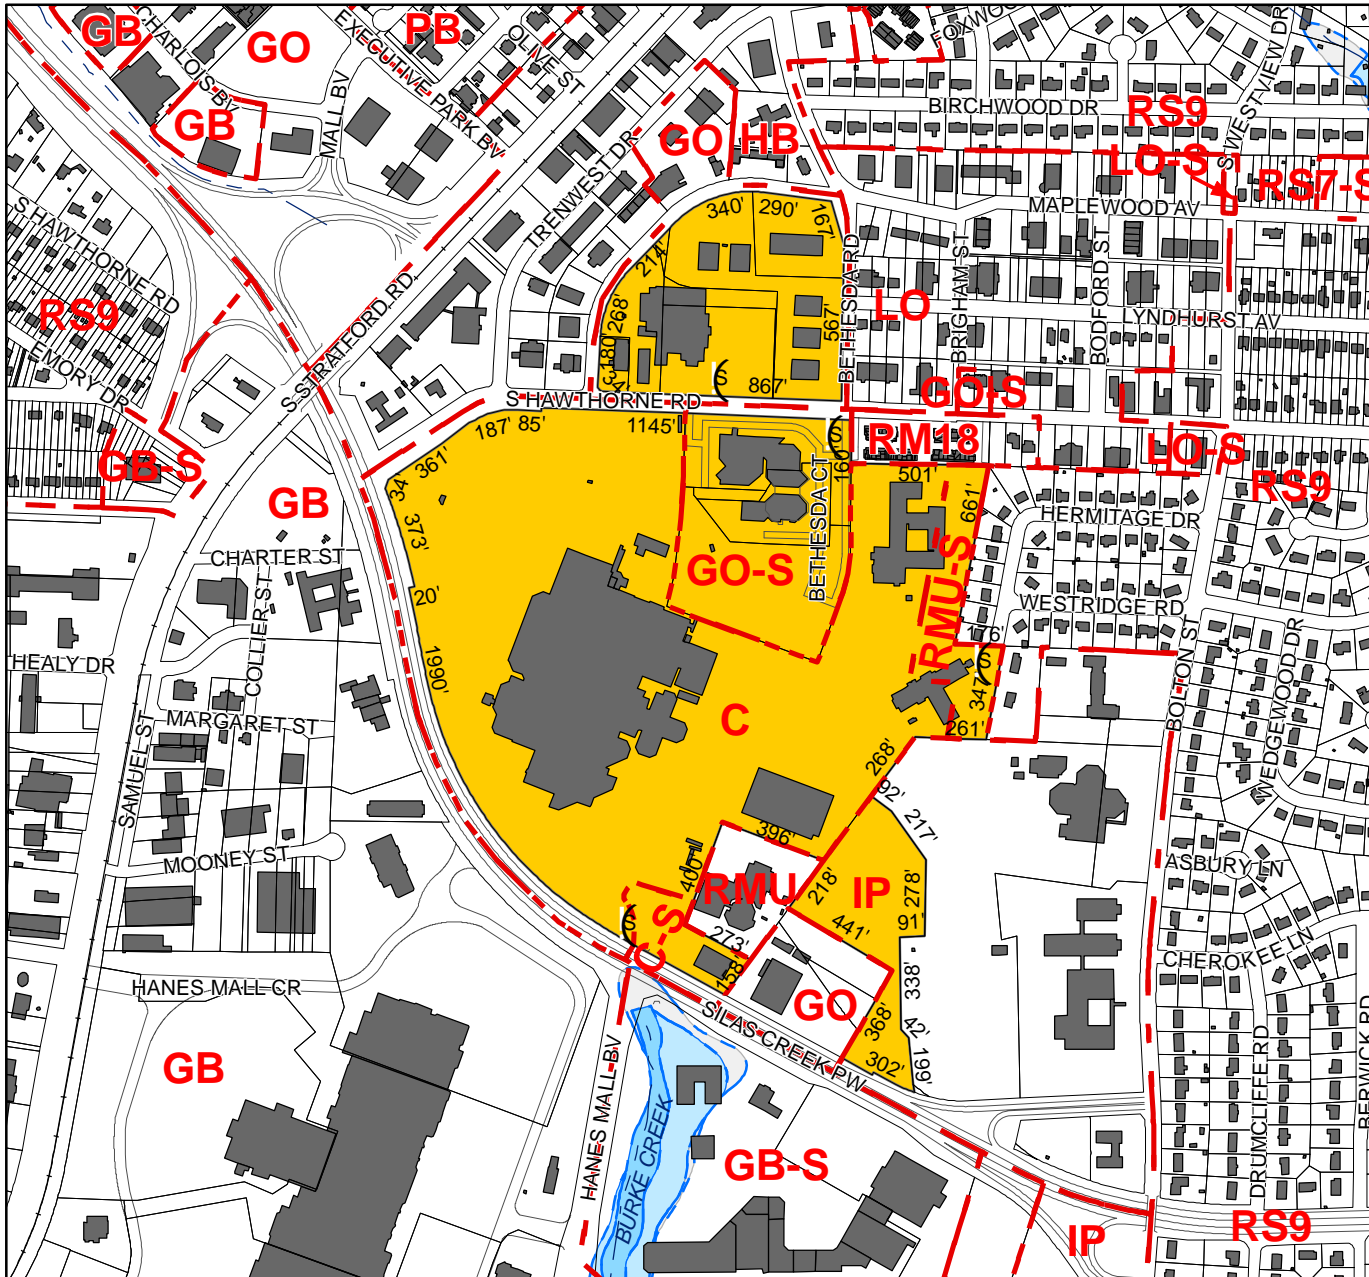 GB
GO
PB
CHARLOIS BV
EXECUTIVE PARK BV
OLIVE ST
MALL BV
GB
FOXWOO
S WESTVIEW DR
BIRCHWOOD DR
RS9
GO
HB
LO-S
RS7-S
TRENWEST DR
S HAWTHORNE RD
340'
290'
167'
MAPLEWOOD AV
214'
BETHESDA RD
BRIGHAM ST
BODFORD ST
RS9
268'
567'
LO
LYNDHURST AV
S STRATFORD RD
EMORY DR
180'
S
867'
GO-S
S HAWTHORNE RD
187'
85'
1145'
S
RM18
LO-S
GB-S
361'
34'
160'
501'
RS9
GB
373'
BETHESDA CT
661'
HERMITAGE DR
CHARTER ST
GO-S
RMU-S
COLLIER ST
20'
WESTRIDGE RD
176'
S
HEALY DR
1990'
347'
BOLTON ST
WEDGEWOOD DR
MARGARET ST
C
261'
SAMUEL ST
268'
92'
217'
MOONEY ST
396'
400'
RMU
218'
IP
278'
ASBURY LN
S
C-S
441'
91'
273'
158'
CHEROKEE LN
HANES MALL CR
338'
GO
SILAS CREEK PW
368'
42'
166'
302'
GB
HANES MALL BV
BURKE CREEK
DRUMCLIFFE RD
BERWICK RD
GB-S
IP
RS9